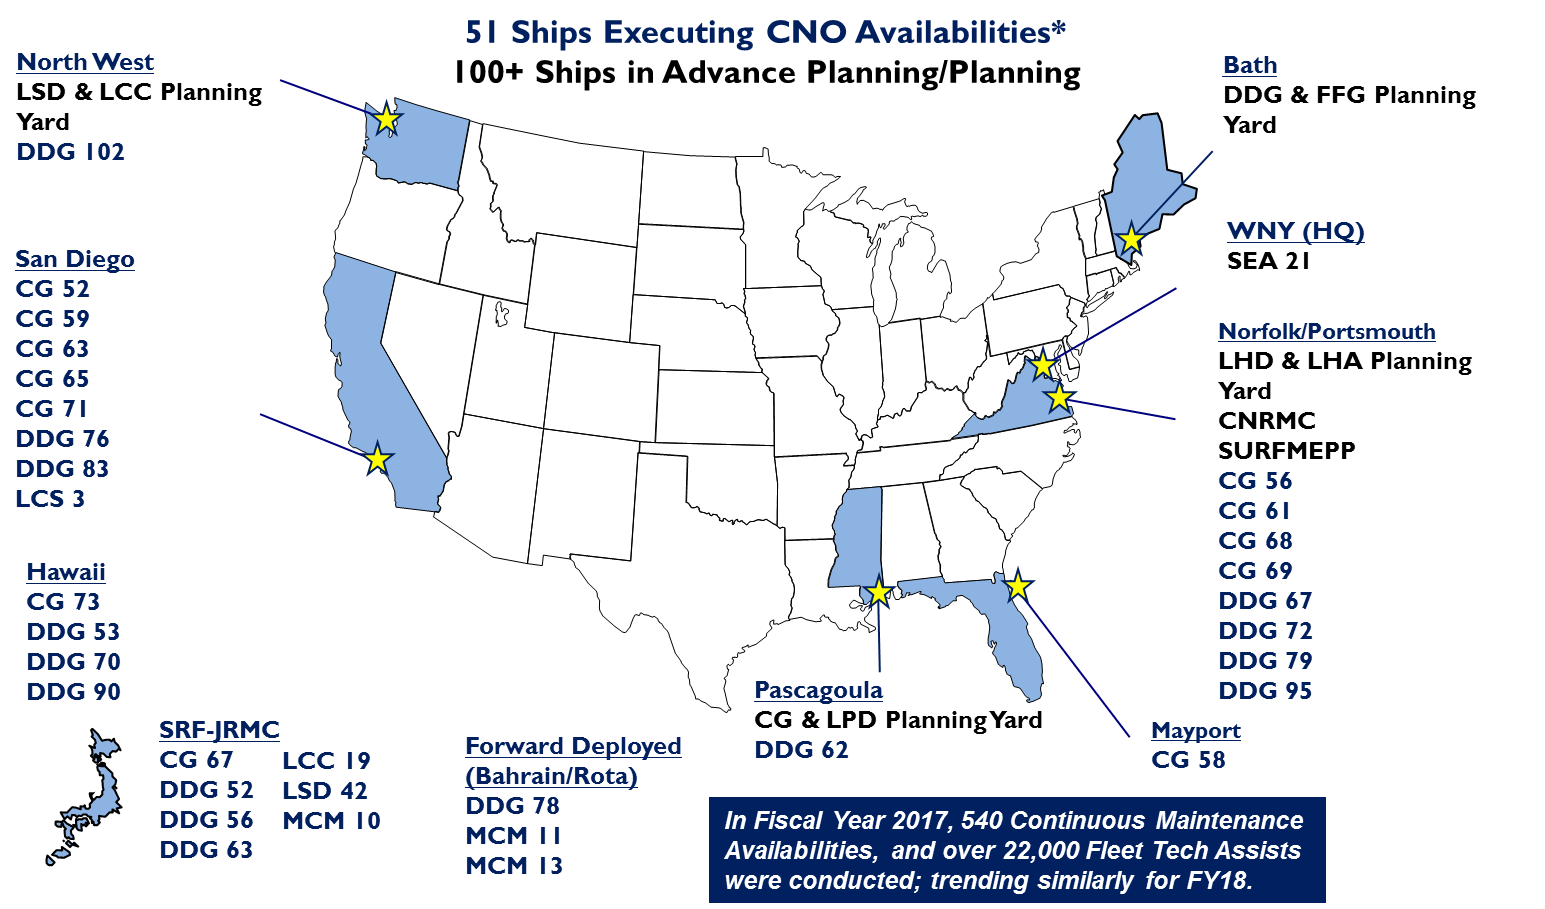 51 Ships Executing CNO Availabilities*
100+ Ships in Advance Planning/Planning
North West
LSD & LCC Planning
Yard
DDG 102
San Diego
CG 52
CG 59
CG 63
CG 65
CG 71
DDG 76
DDG 83
LCS 3
Hawaii
CG 73
DDG 53
DDG 70
DDG 90
SRF-JRMC
CG 67
DDG 52
DDG 56
DDG 63
LCC 19
LSD 42
MCM 10
Forward Deployed
(Bahrain/Rota)
DDG 78
MCM 11
MCM 13
Pascagoula
CG & LPD Planning Yard
DDG 62
Mayport
CG 58
Bath
DDG & FFG Planning
Yard
WNY (HQ)
SEA 21
Norfolk/Portsmouth
LHD & LHA Planning
Yard
CNRMC
SURFMEPP
CG 56
CG 61
CG 68
CG 69
DDG 67
DDG 72
DDG 79
DDG 95
In Fiscal Year 2017, 540 Continuous Maintenance
Availabilities, and over 22,000 Fleet Tech Assists
were conducted; trending similarly for FY18.